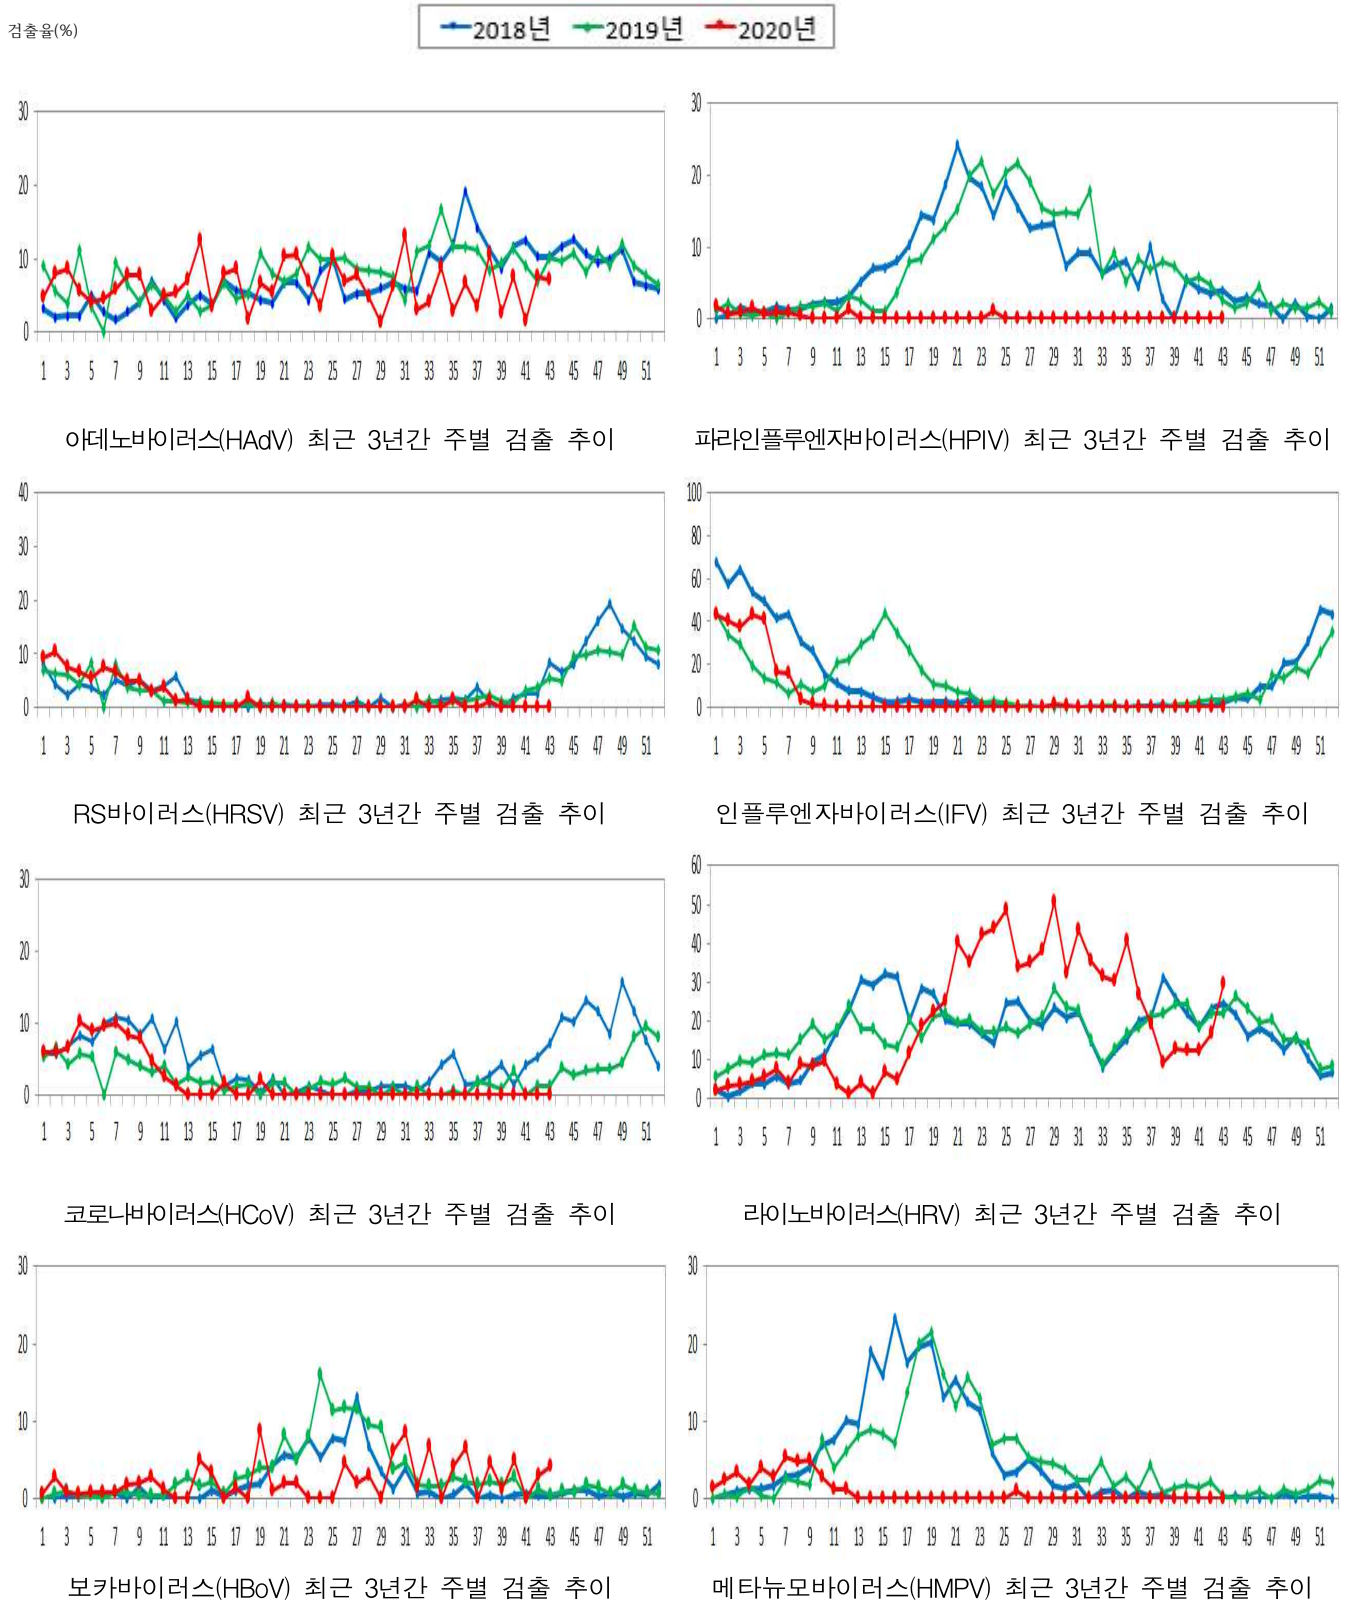 검출율(%)
2018년 2019년 2020년
30
20
10
0
1 3 5 7 9 11 13 15 17 19 21 23 25 27 29 31 33 35 37 39 41 43 45 47 49 51
아데노바이러스(HAdV) 최근 3년간 주별 검출 추이
30
20
10
0
1 3 5 7 9 11 13 15 17 19 21 23 25 27 29 31 33 35 37 39 41 43 45 47 49 51
파라인플루엔자바이러스(HPIV) 최근 3년간 주별 검출 추이
40
30
20
10
0
1 3 5 7 9 11 13 15 17 19 21 23 25 27 29 31 33 35 37 39 41 43 45 47 49 51
RS바이러스(HRSV) 최근 3년간 주별 검출 추이
100
80
60
40
20
0
1 3 5 7 9 11 13 15 17 19 21 23 25 27 29 31 33 35 37 39 41 43 45 47 49 51
인플루엔자바이러스(IFV) 최근 3년간 주별 검출 추이
30
20
10
0
1 3 5 7 9 11 13 15 17 19 21 23 25 27 29 31 33 35 37 39 41 43 45 47 49 51
코로나바이러스(HCoV) 최근 3년간 주별 검출 추이
60
50
40
30
20
10
0
1 3 5 7 9 11 13 15 17 19 21 23 25 27 29 31 33 35 37 39 41 43 45 47 49 51
라이노바이러스(HRV) 최근 3년간 주별 검출 추이
30
20
10
0
1 3 5 7 9 11 13 15 17 19 21 23 25 27 29 31 33 35 37 39 41 43 45 47 49 51
보카바이러스(HBoV) 최근 3년간 주별 검출 추이
30
20
10
0
1 3 5 7 9 11 13 15 17 19 21 23 25 27 29 31 33 35 37 39 41 43 45 47 49 51
메타뉴모바이러스(HMPV) 최근 3년간 주별 검출 추이